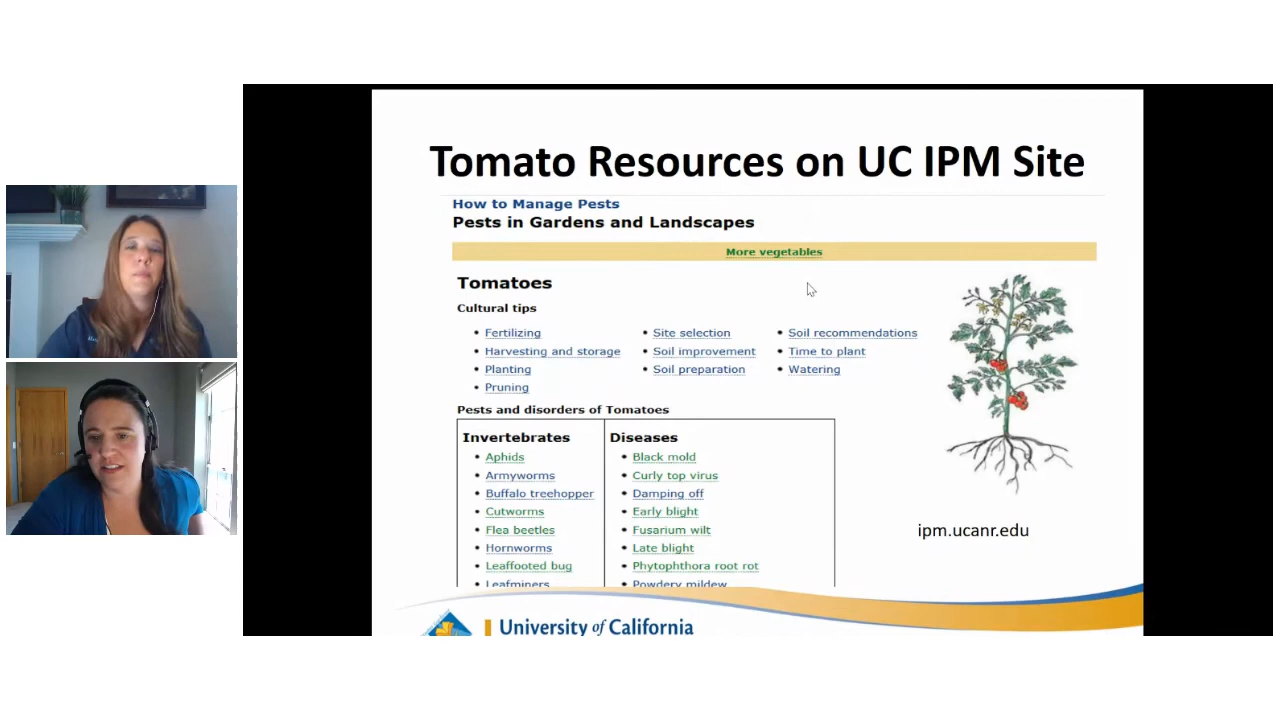 Tomato Resources on UC IPM Site
How to Manage Pests
Pests in Gardens and Landscapes
More vegetables
Tomatoes
Cultural tips
• Fertilizing
• Harvesting and storage
• Planting
• Pruning
• Site selection
• Soil improvement
• Soil preparation
• Soil recommendations
• Time to plant
• Watering
Pests and disorders of Tomatoes
Invertebrates
• Aphids
• Armyworms
• Buffalo treehopper
• Cutworms
• Flea beetles
• Hornworms
• Leaffooted bug
• Leafminers
Diseases
• Black mold
• Curly top virus
• Damping off
• Early blight
• Fusarium wilt
• Late blight
• Phytophthora root rot
• Powdery mildew
ipm.ucanr.edu
University of California